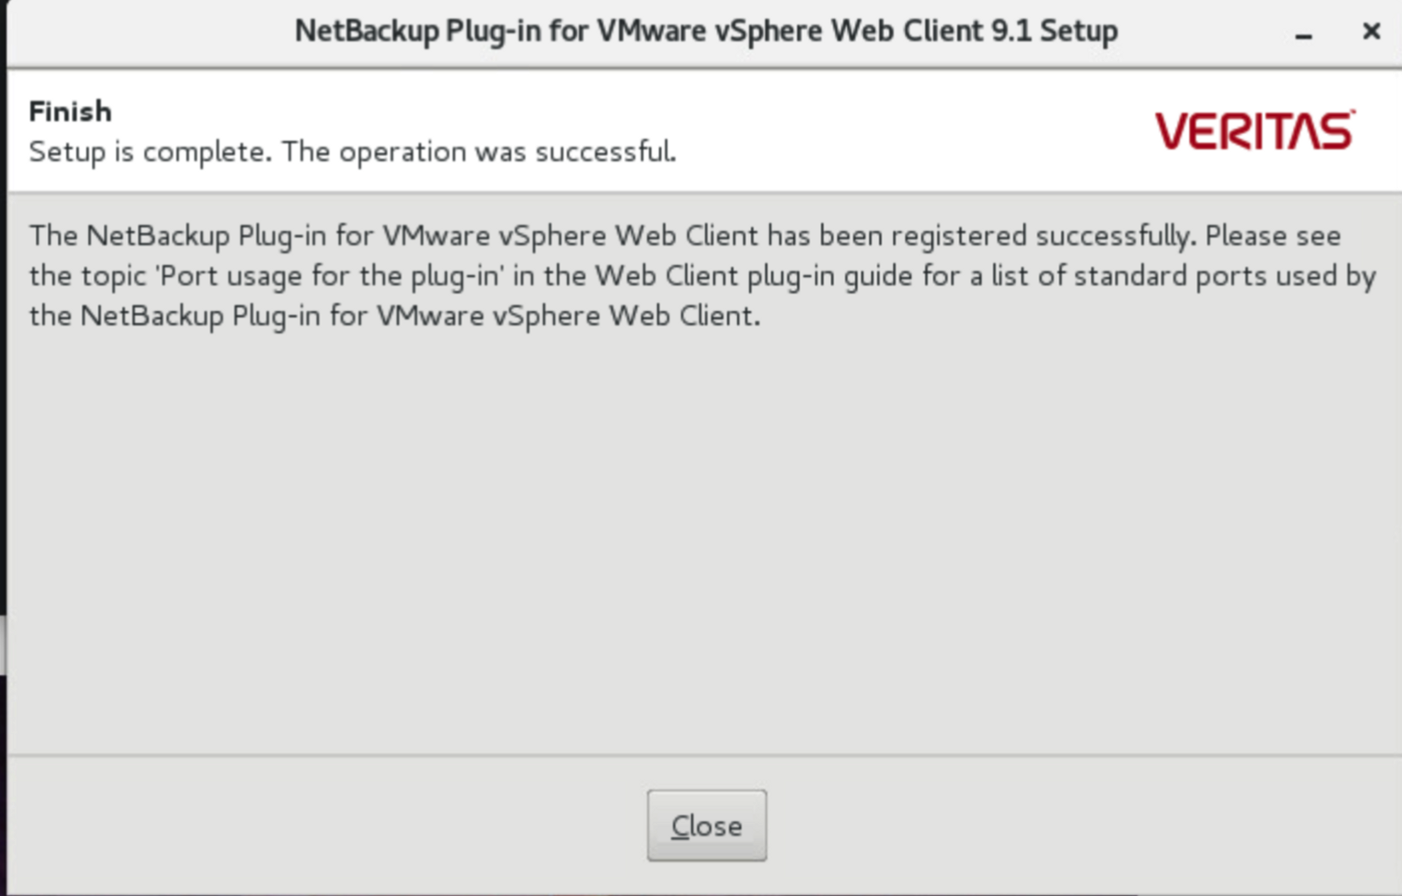 NetBackup Plug-in for VMware vSphere Web Client 9.1 Setup
Finish
Setup is complete. The operation was successful.
VERITAS™
The NetBackup Plug-in for VMware vSphere Web Client has been registered successfully. Please see
the topic 'Port usage for the plug-in' in the Web Client plug-in guide for a list of standard ports used by
the NetBackup Plug-in for VMware vSphere Web Client.
Close